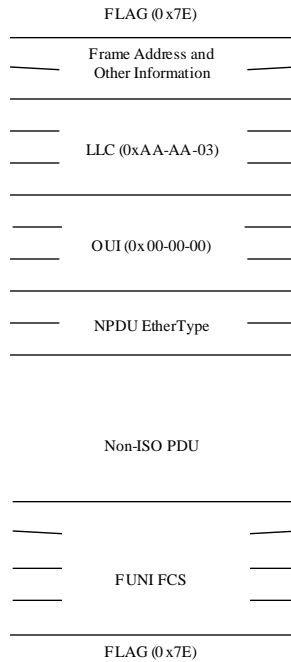 FLAG (0x7E)
Frame Address and
Other Information
LLC (0xAA-AA-03)
OUI (0x00-00-00)
NPDU EtherType
Non-ISO PDU
FUNI FCS
FLAG (0x7E)